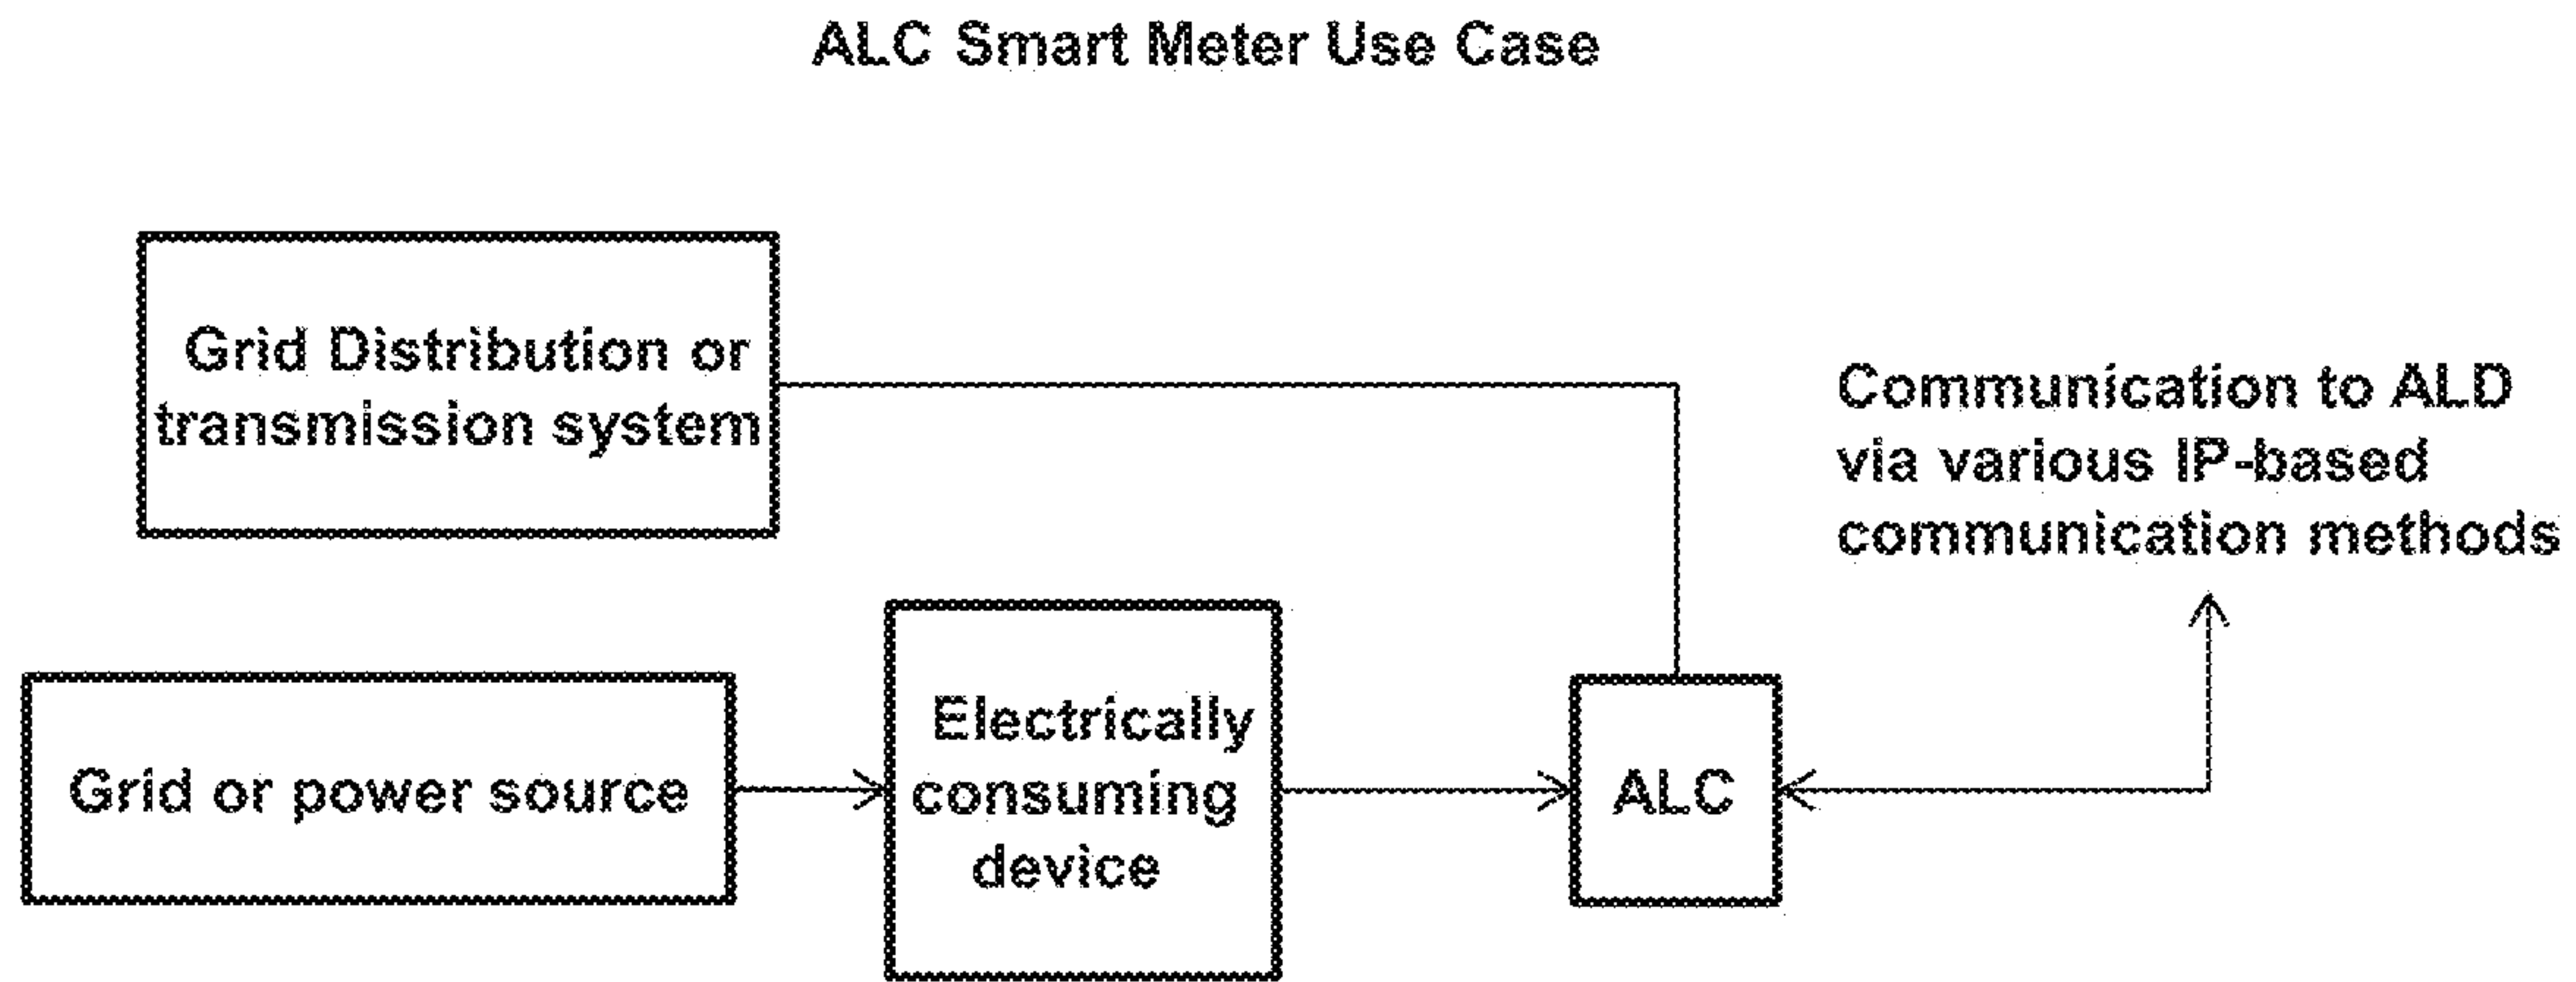 ALC Smart Meter Use Case
Grid Distribution or
transmission system
Communication to ALD
via various IP-based
communication methods
Grid or power source
Electrically
consuming
device
ALC